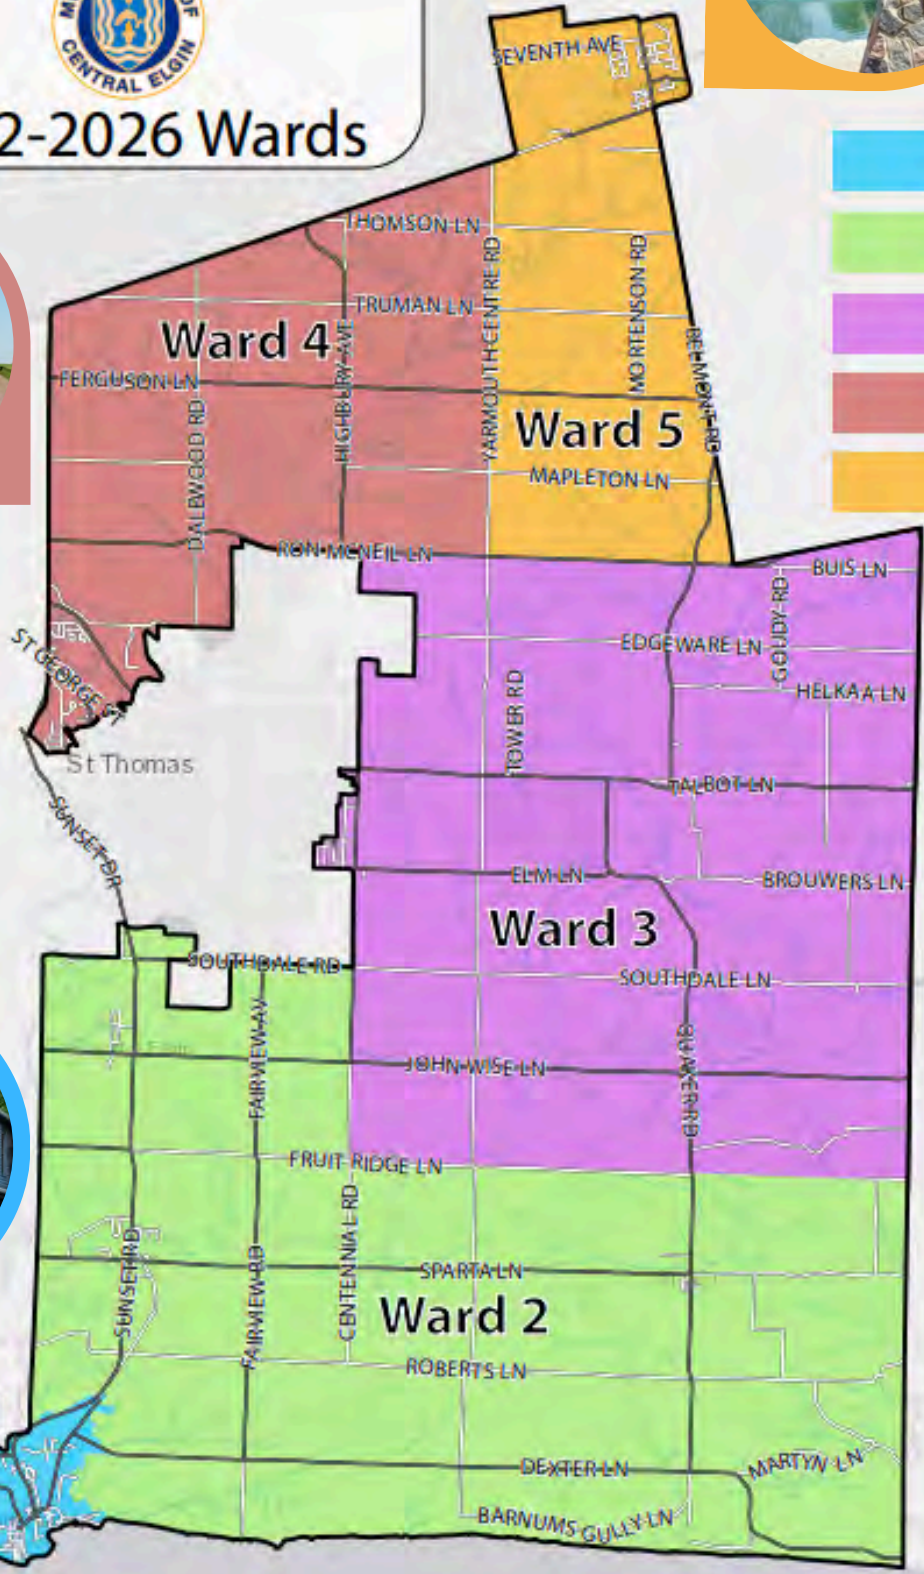 OF
CENTRAL ELGIN
2-2026 Wards
SEVENTH AVE
THOMSON LN
YARMOUTH CENTRE RD
MORTENSON RD
TRUMAN LN
Ward 4
HIGHBURY AVE
BELMONT RD
FERGUSON LN
DALEWOOD RD
Ward 5
MAPLETON LN
RON MCNEIL LN
BUIS LN
GOUDY RD
EDGEWARE LN
ST GEORGE ST
HELKAA LN
TOWER RD
St Thomas
TALBOT LN
SUNSET DR
ELM LN
BROUWERS LN
Ward 3
SOUTHDALE RD
SOUTHDALE LN
FAIRVIEW AV
JOHN WISE LN
FRUIT RIDGE LN
CENTENNIAL RD
SUNSET RD
FAIRVIEW RD
SPARTA LN
Ward 2
ROBERTS LN
DEXTER LN
MARTYN LN
BARNUMS GULLY LN